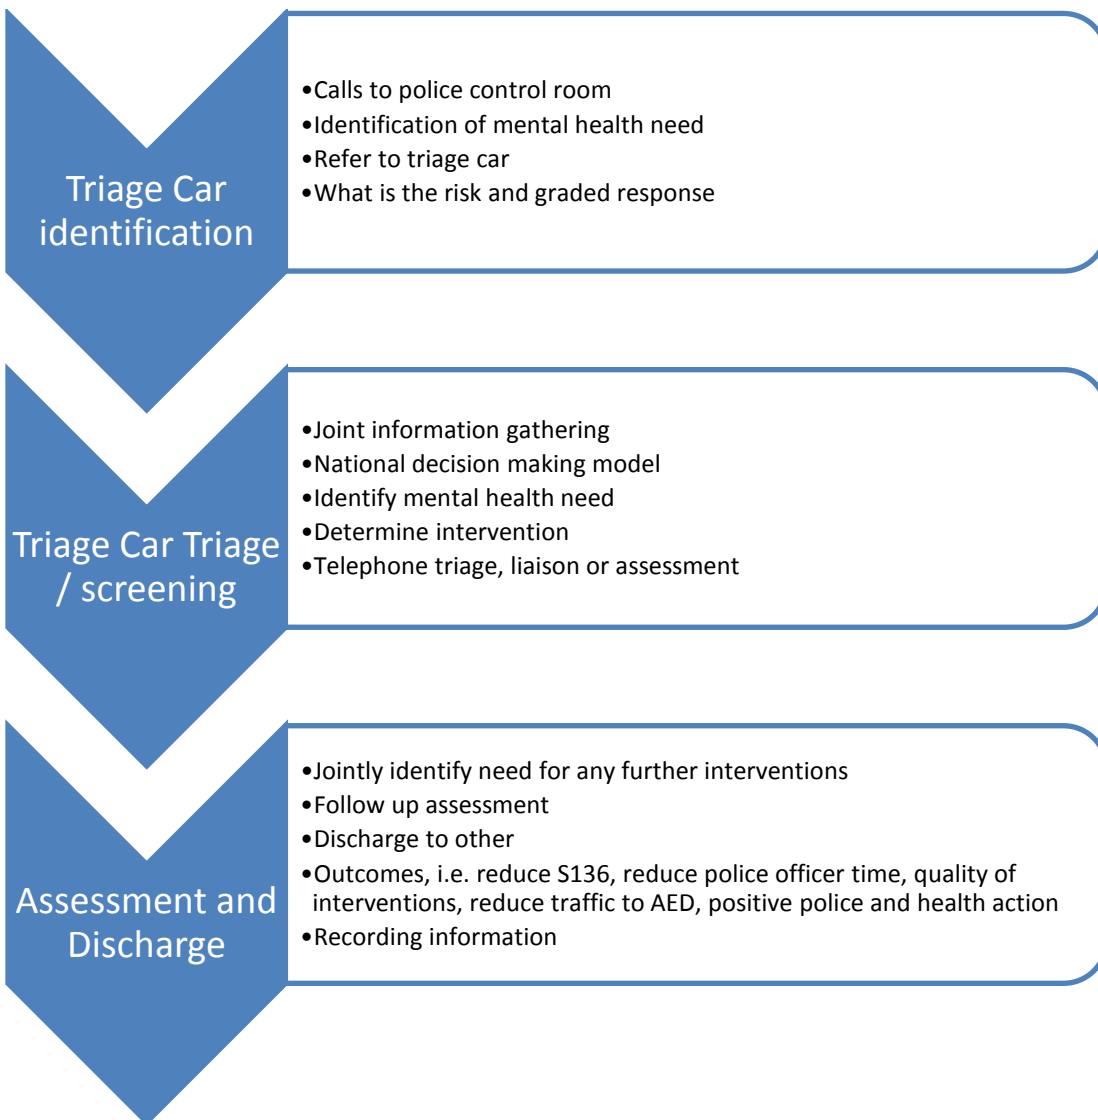 Triage Car
identification
•Calls to police control room
•Identification of mental health need
•Refer to triage car
•What is the risk and graded response
Triage Car Triage
/ screening
•Joint information gathering
•National decision making model
•Identify mental health need
•Determine intervention
•Telephone triage, liaison or assessment
Assessment and
Discharge
•Jointly identify need for any further interventions
•Follow up assessment
•Discharge to other
•Outcomes, i.e. reduce S136, reduce police officer time, quality of
interventions, reduce traffic to AED, positive police and health action
•Recording information